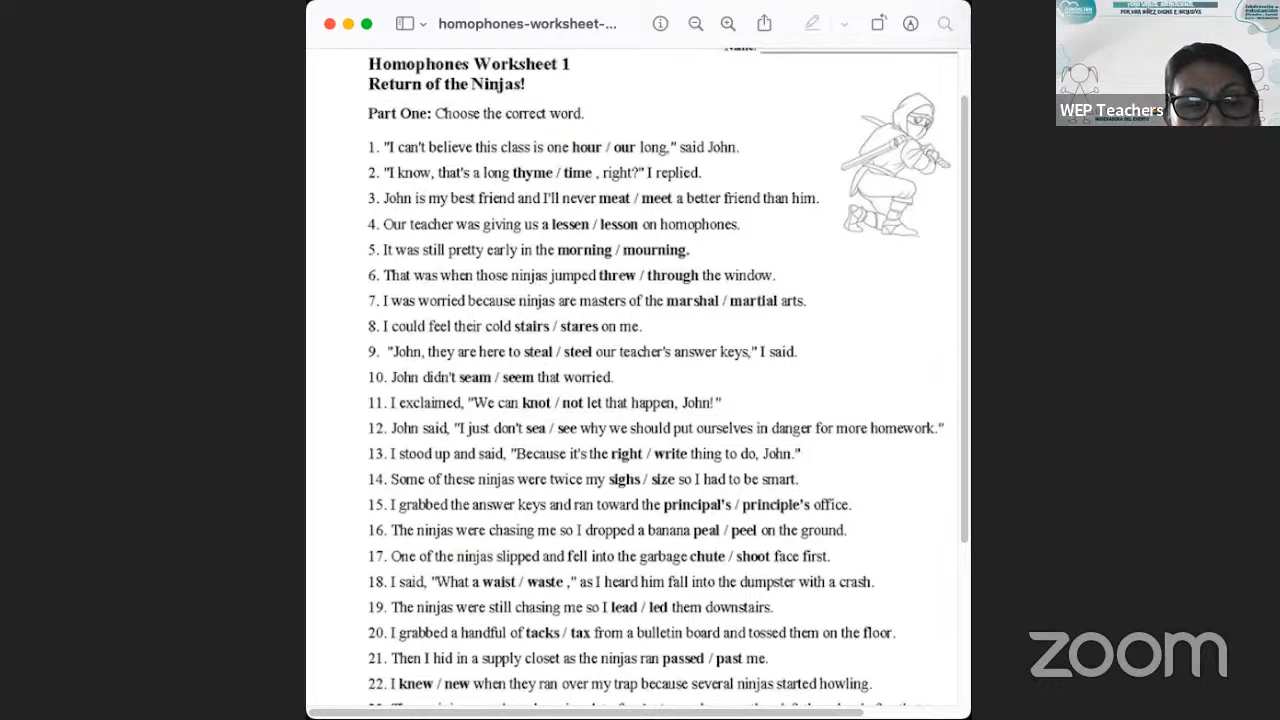 homophones-worksheet-...
Name:
Homophones Worksheet 1
Return of the Ninjas!
Part One: Choose the correct word.
1. "I can't believe this class is one hour / our long," said John.
2. "I know, that's a long thyme / time , right?" I replied.
3. John is my best friend and I'll never meat / meet a better friend than him.
4. Our teacher was giving us a lessen / lesson on homophones.
5. It was still pretty early in the morning / mourning.
6. That was when those ninjas jumped threw / through the window.
7. I was worried because ninjas are masters of the marshal / martial arts.
8. I could feel their cold stairs / stares on me.
9. "John, they are here to steal / steel our teacher's answer keys," I said.
10. John didn't seam / seem that worried.
11. I exclaimed, "We can knot / not let that happen, John!"
12. John said, "I just don't sea / see why we should put ourselves in danger for more homework."
13. I stood up and said, "Because it's the right / write thing to do, John."
14. Some of these ninjas were twice my sighs / size so I had to be smart.
15. I grabbed the answer keys and ran toward the principal's / principle's office.
16. The ninjas were chasing me so I dropped a banana peal / peel on the ground.
17. One of the ninjas slipped and fell into the garbage chute / shoot face first.
18. I said, "What a waist / waste ," as I heard him fall into the dumpster with a crash.
19. The ninjas were still chasing me so I lead / led them downstairs.
20. I grabbed a handful of tacks / tax from a bulletin board and tossed them on the floor.
21. Then I hid in a supply closet as the ninjas ran passed / past me.
22. I knew / new when they ran over my trap because several ninjas started howling.
POR UNA NIÑEZ DIGNA E INCLUSIVA
WEP Teachers
MODERADORA DEL EVENTO
zoom